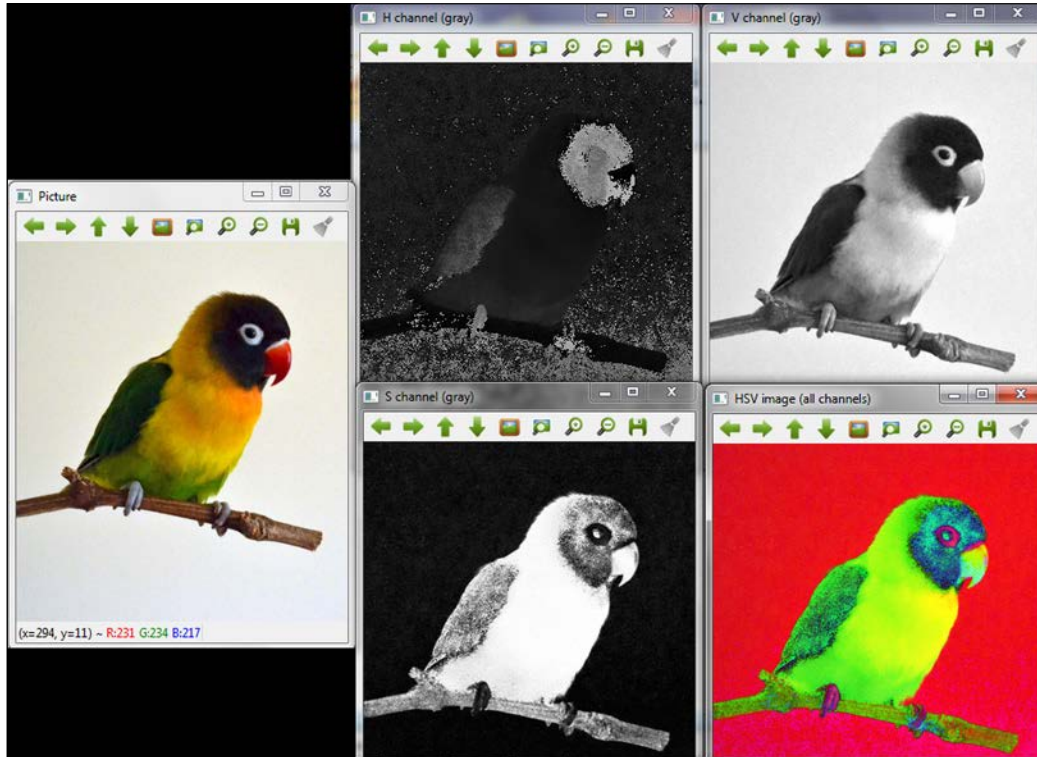 H channel (gray)
V channel (gray)
Picture
S channel (gray)
HSV image (all channels)
(x=294, y=11) ~ R:231 G:234 B:217